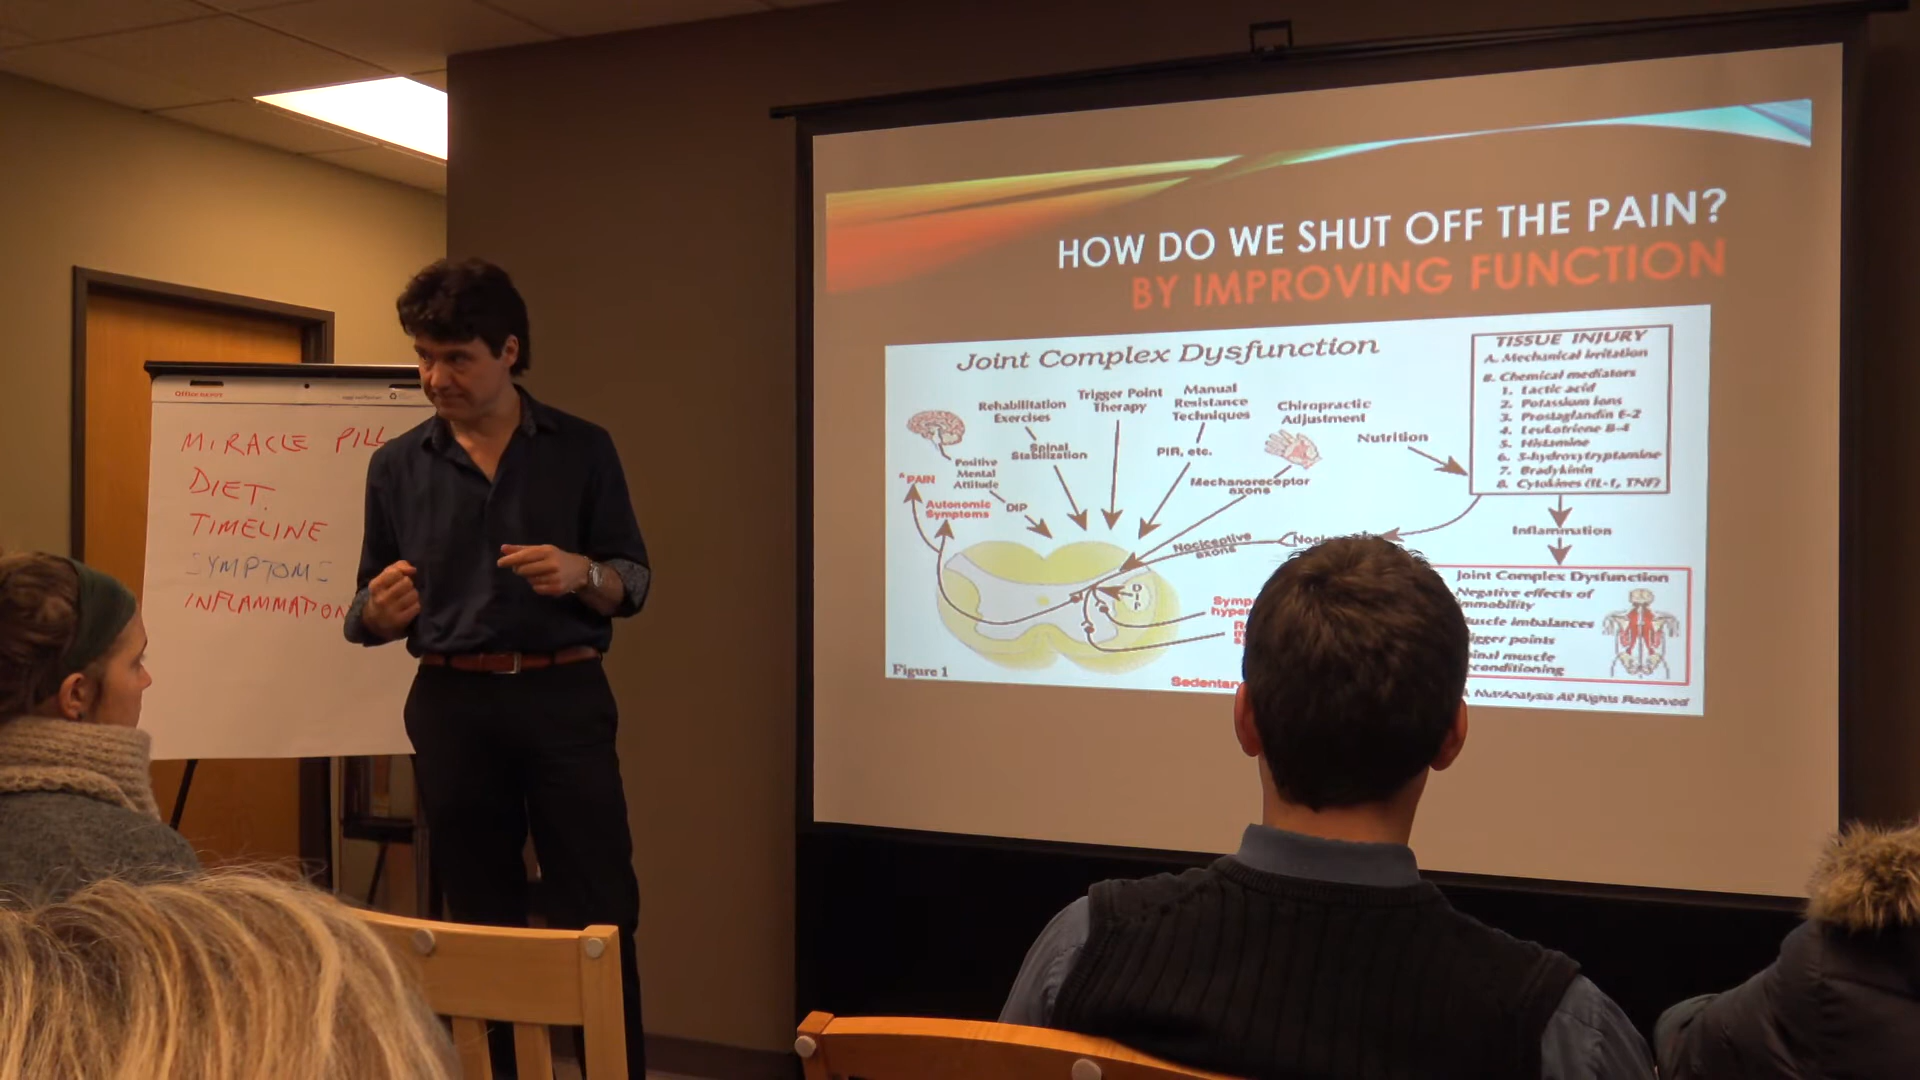 Office DEPOT
MIRACLE PILL
DIET.
TIMELINE
SYMPTOMS
INFLAMMATION
HOW DO WE SHUT OFF THE PAIN?
BY IMPROVING FUNCTION
Joint Complex Dysfunction
Rehabilitation
Exercises
Spinal
Stabilization
Trigger Point
Therapy
Manual
Resistance
Techniques
PIR, etc.
Chiropractic
Adjustment
Mechanoreceptor
axons
Nutrition
Positive
Mental
Attitude
DIP
PAIN
Autonomic
Symptoms
Nociceptive
axons
DIP
Figure 1
TISSUE INJURY
A. Mechanical irritation
B. Chemical mediators
1. Lactic acid
2. Potassium ions
3. Prostaglandin E-2
4. Leukotriene B-4
5. Histamine
6. 5-hydroxytryptamine
7. Bradykinin
8. Cytokines (IL-1, TNF)
Inflammation
Joint Complex Dysfunction
Negative effects of
immobility
imbalances
points
muscle
NutrAnalysis All Rights Reserved